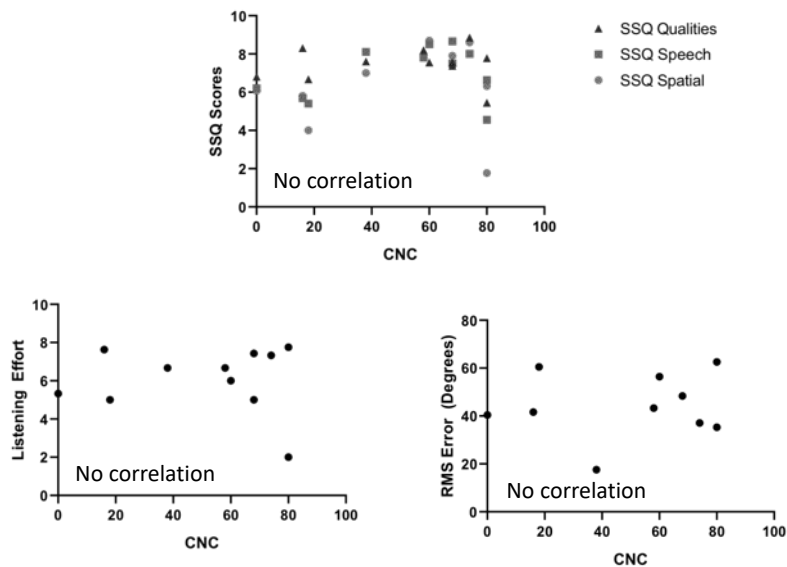 10
8
6
4
2
0
SSQ Scores
No correlation
0 20 40 60 80 100
CNC
SSQ Qualities
SSQ Speech
SSQ Spatial
10
8
6
4
2
0
Listening Effort
No correlation
0 20 40 60 80 100
CNC
80
60
40
20
0
RMS Error (Degrees)
No correlation
0 20 40 60 80 100
CNC